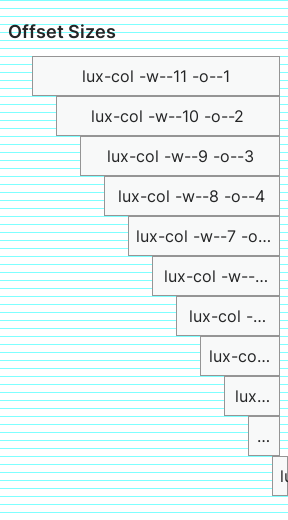 Offset Sizes
lux-col -w--11 -o--1
lux-col -w--10 -o--2
lux-col -w--9 -o--3
lux-col -w--8 -o--4
lux-col -w--7 -o...
lux-col -w--...
lux-col -...
lux-co...
lux...
...
lu